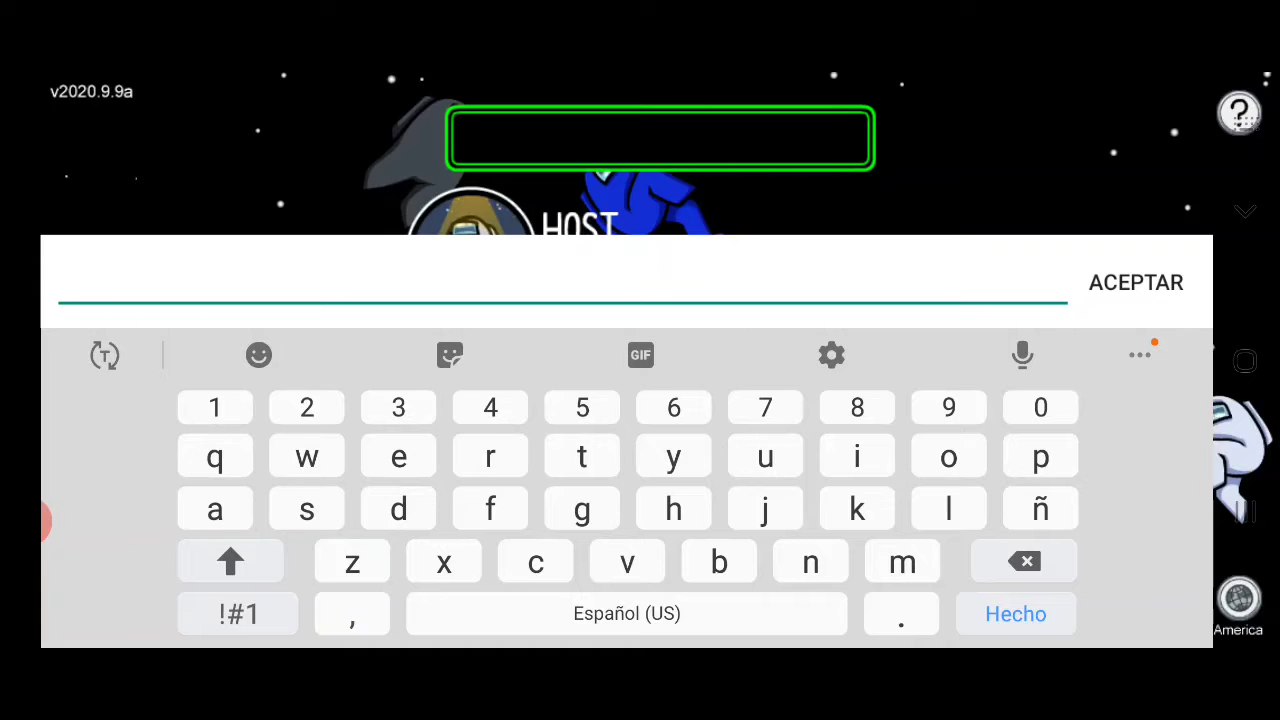 v2020.9.9a
?
HOST
ACEPTAR
T
GIF
1 2 3 4 5 6 7 8 9 0
q w e r t y u i o p
a s d f g h j k l ñ
z x c v b n m
!#1 , Español (US) . Hecho
America